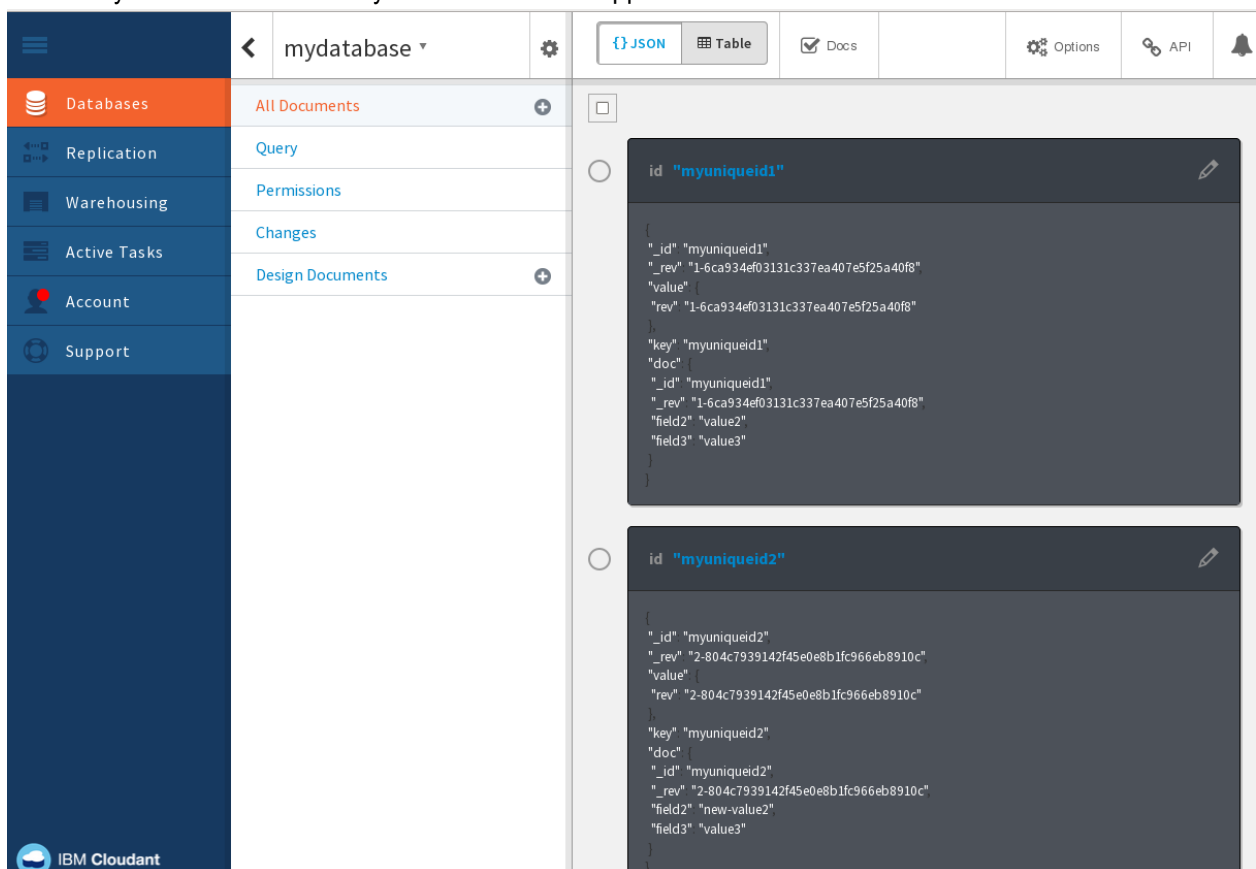 mydatabase
{} JSON
Table
Docs
Options
API
Databases
Replication
Warehousing
Active Tasks
Account
Support
All Documents
Query
Permissions
Changes
Design Documents
id "myuniqueid1"
{
"_id": "myuniqueid1",
"_rev": "1-6ca934ef03131c337ea407e5f25a40f8",
"value": {
"rev": "1-6ca934ef03131c337ea407e5f25a40f8"
},
"key": "myuniqueid1",
"doc": {
"_id": "myuniqueid1",
"_rev": "1-6ca934ef03131c337ea407e5f25a40f8",
"field2": "value2",
"field3": "value3"
}
}
id "myuniqueid2"
{
"_id": "myuniqueid2",
"_rev": "2-804c7939142f45e0e8b1fc966eb8910c",
"value": {
"rev": "2-804c7939142f45e0e8b1fc966eb8910c"
},
"key": "myuniqueid2",
"doc": {
"_id": "myuniqueid2",
"_rev": "2-804c7939142f45e0e8b1fc966eb8910c",
"field2": "new-value2",
"field3": "value3"
}
}
IBM Cloudant